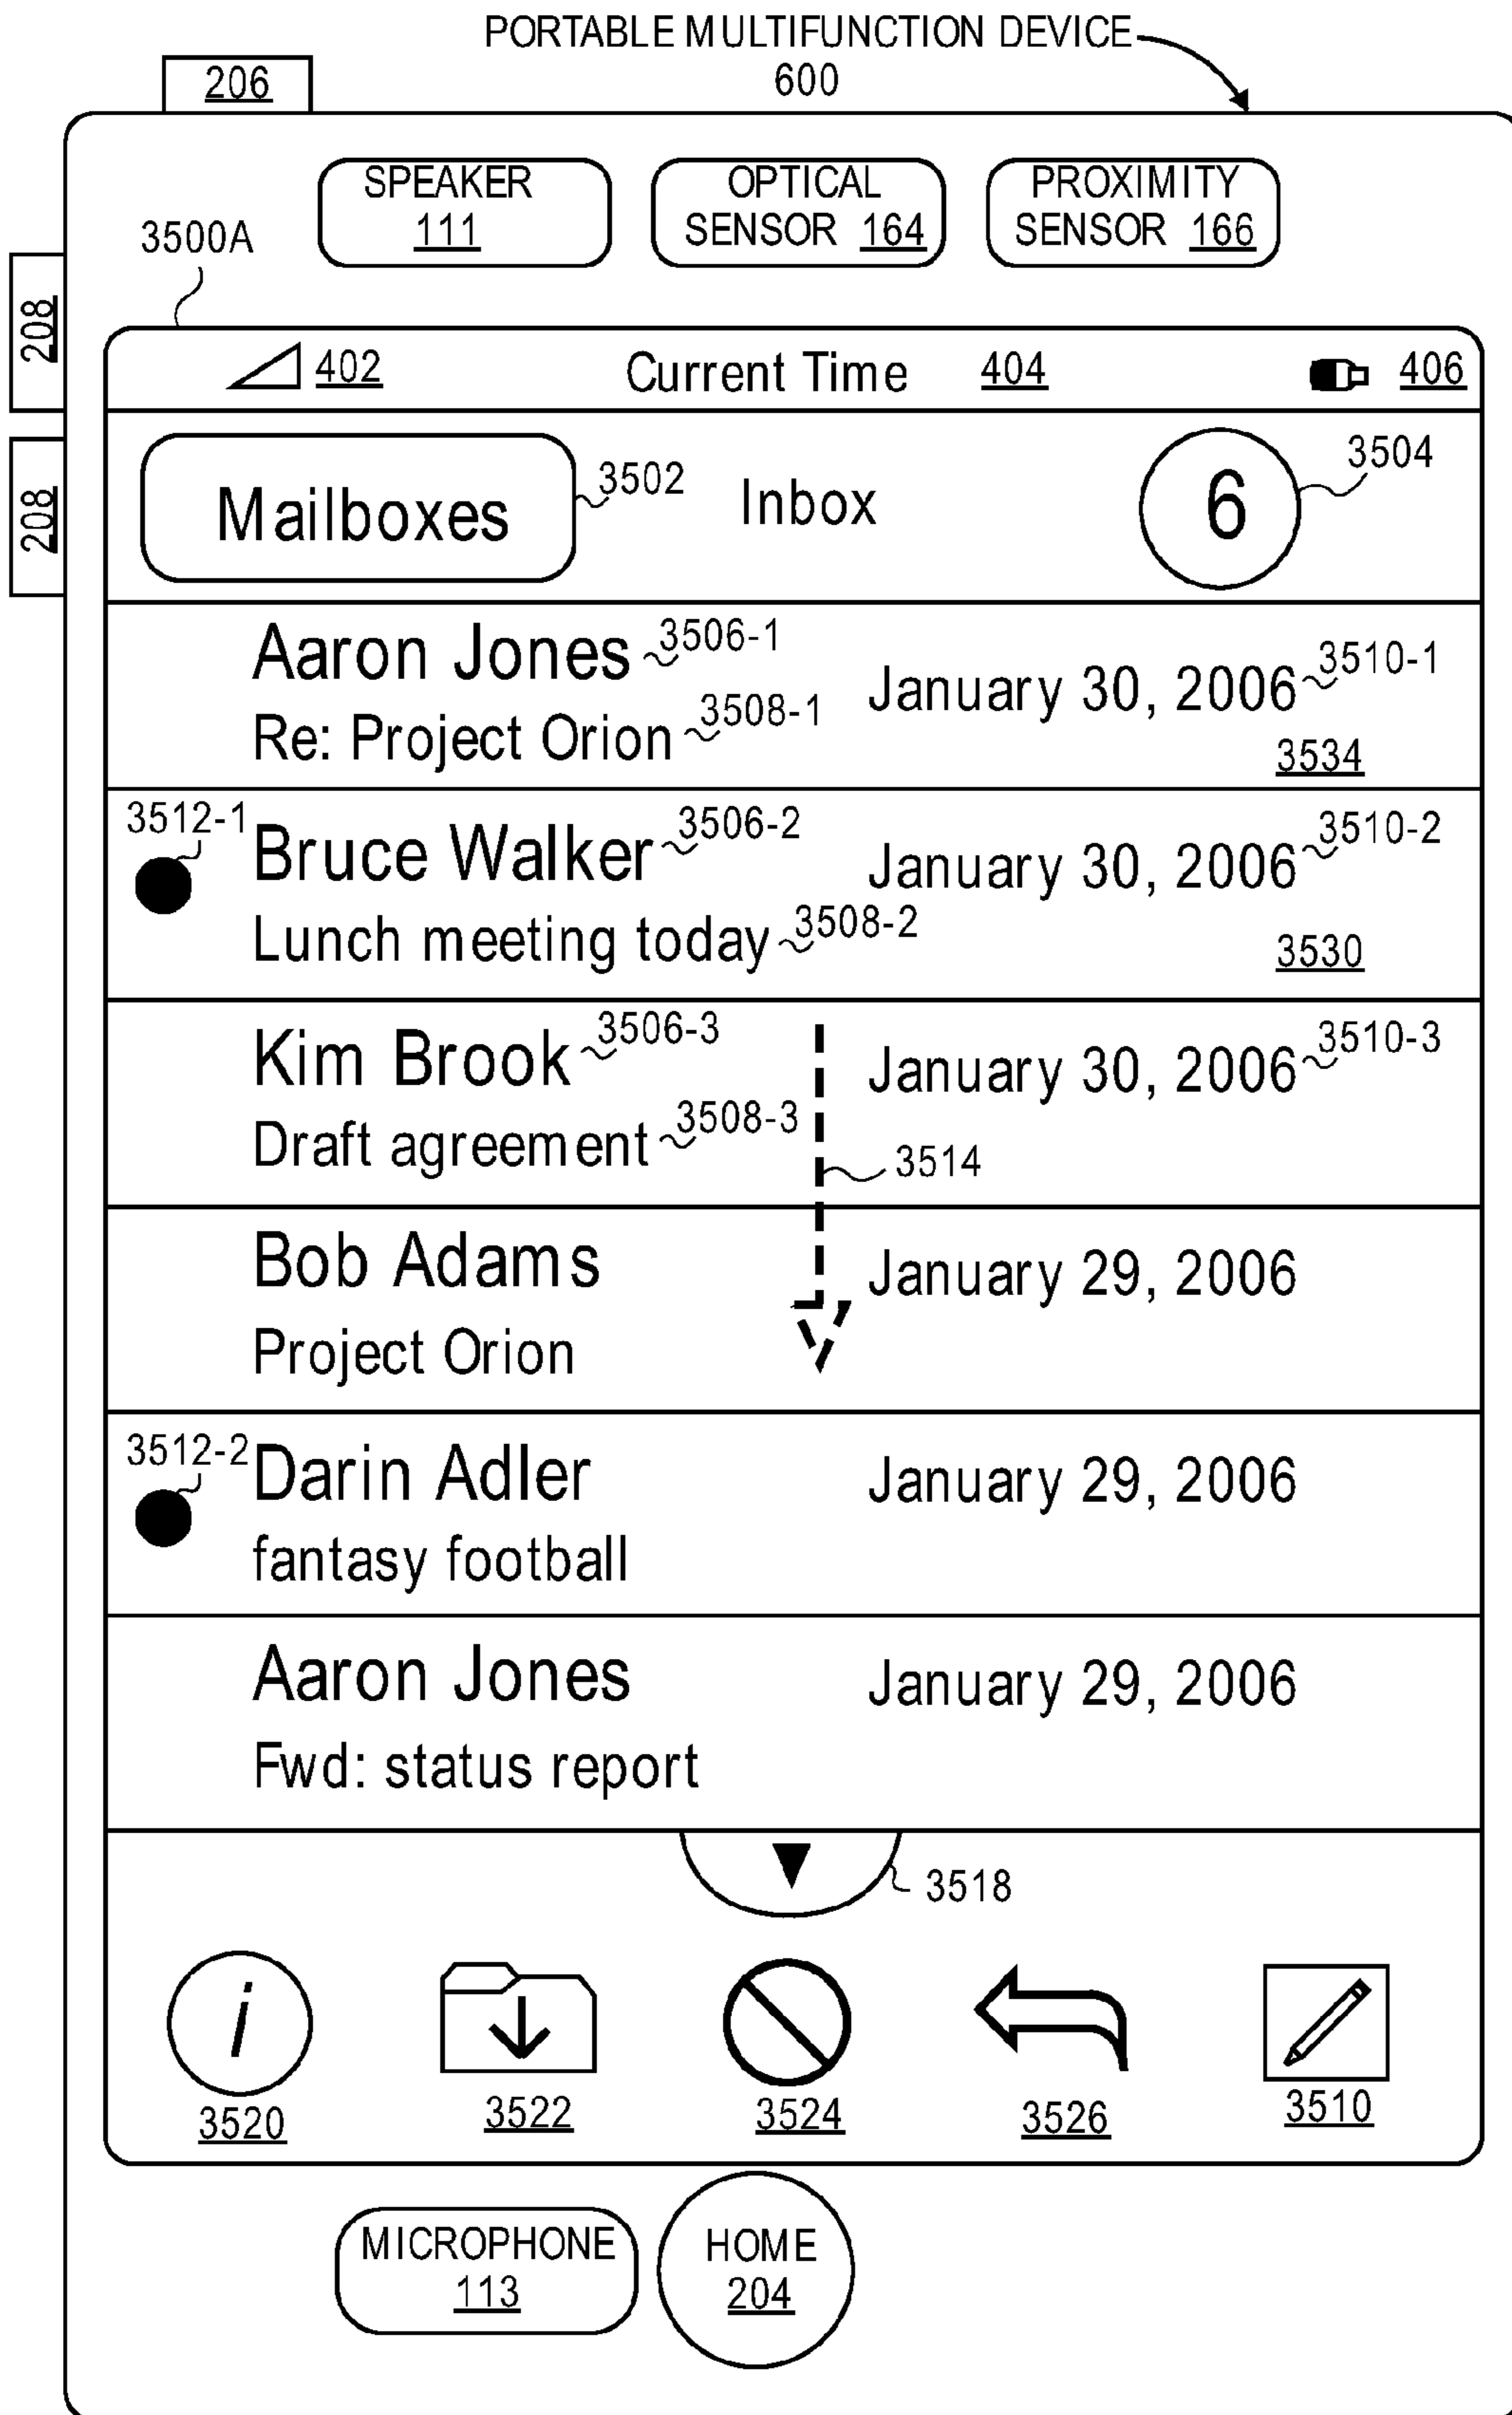 PORTABLE MULTIFUNCTION DEVICE
600
206
SPEAKER
111
OPTICAL
SENSOR 164
PROXIMITY
SENSOR 166
3500A
208
208
402
Current Time
404
406
Mailboxes
3502
Inbox
6
3504
Aaron Jones
3506-1
January 30, 2006
3510-1
Re: Project Orion
3508-1
3534
3512-1
Bruce Walker
3506-2
January 30, 2006
3510-2
Lunch meeting today
3508-2
3530
Kim Brook
3506-3
January 30, 2006
3510-3
Draft agreement
3508-3
3514
Bob Adams
January 29, 2006
Project Orion
3512-2
Darin Adler
January 29, 2006
fantasy football
Aaron Jones
January 29, 2006
Fwd: status report
3518
i
3520
3522
3524
3526
3510
MICROPHONE
113
HOME
204